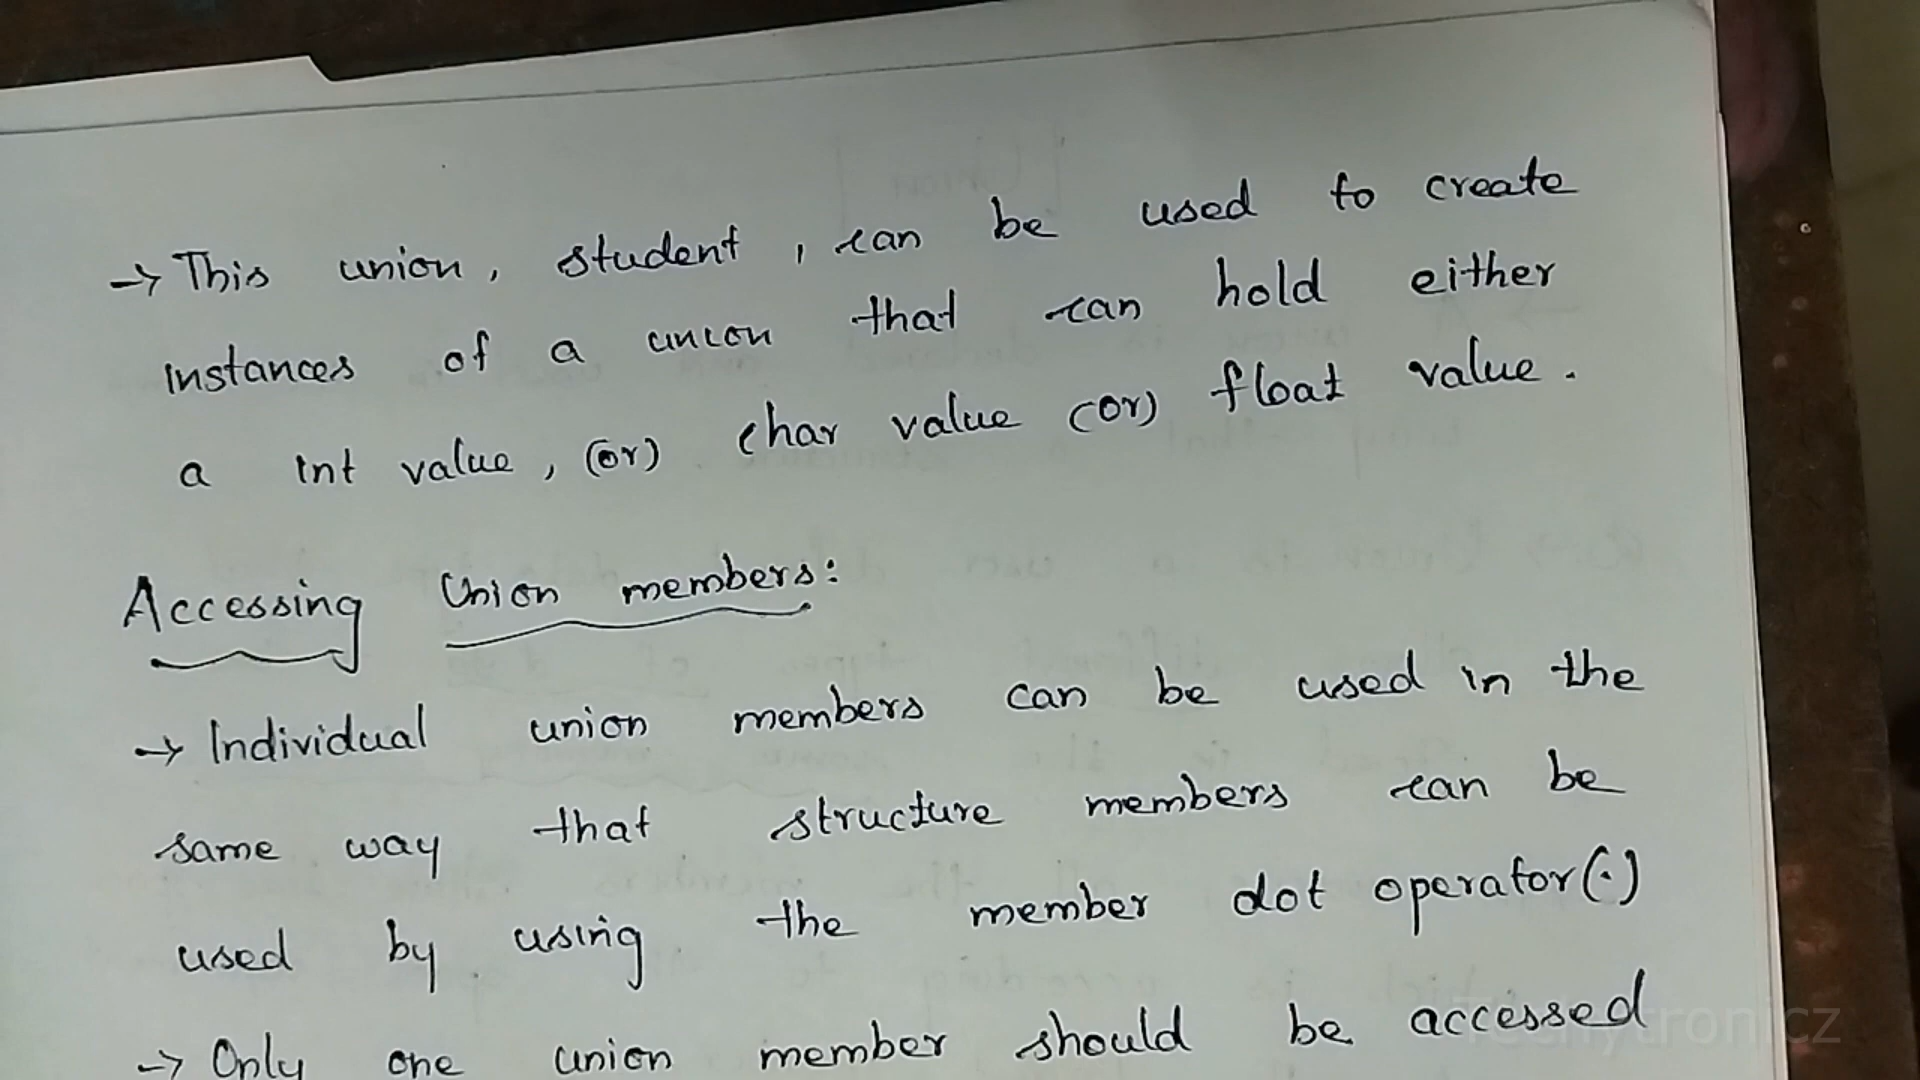 → This union, student, can be used to create
instances of a union that can hold either
a int value, (or) char value (or) float value.
Accessing Union members:
→ Individual union members can be used in the
same way that structure members can be
used by using the member dot operator(.)
→ Only one union member should be accessed